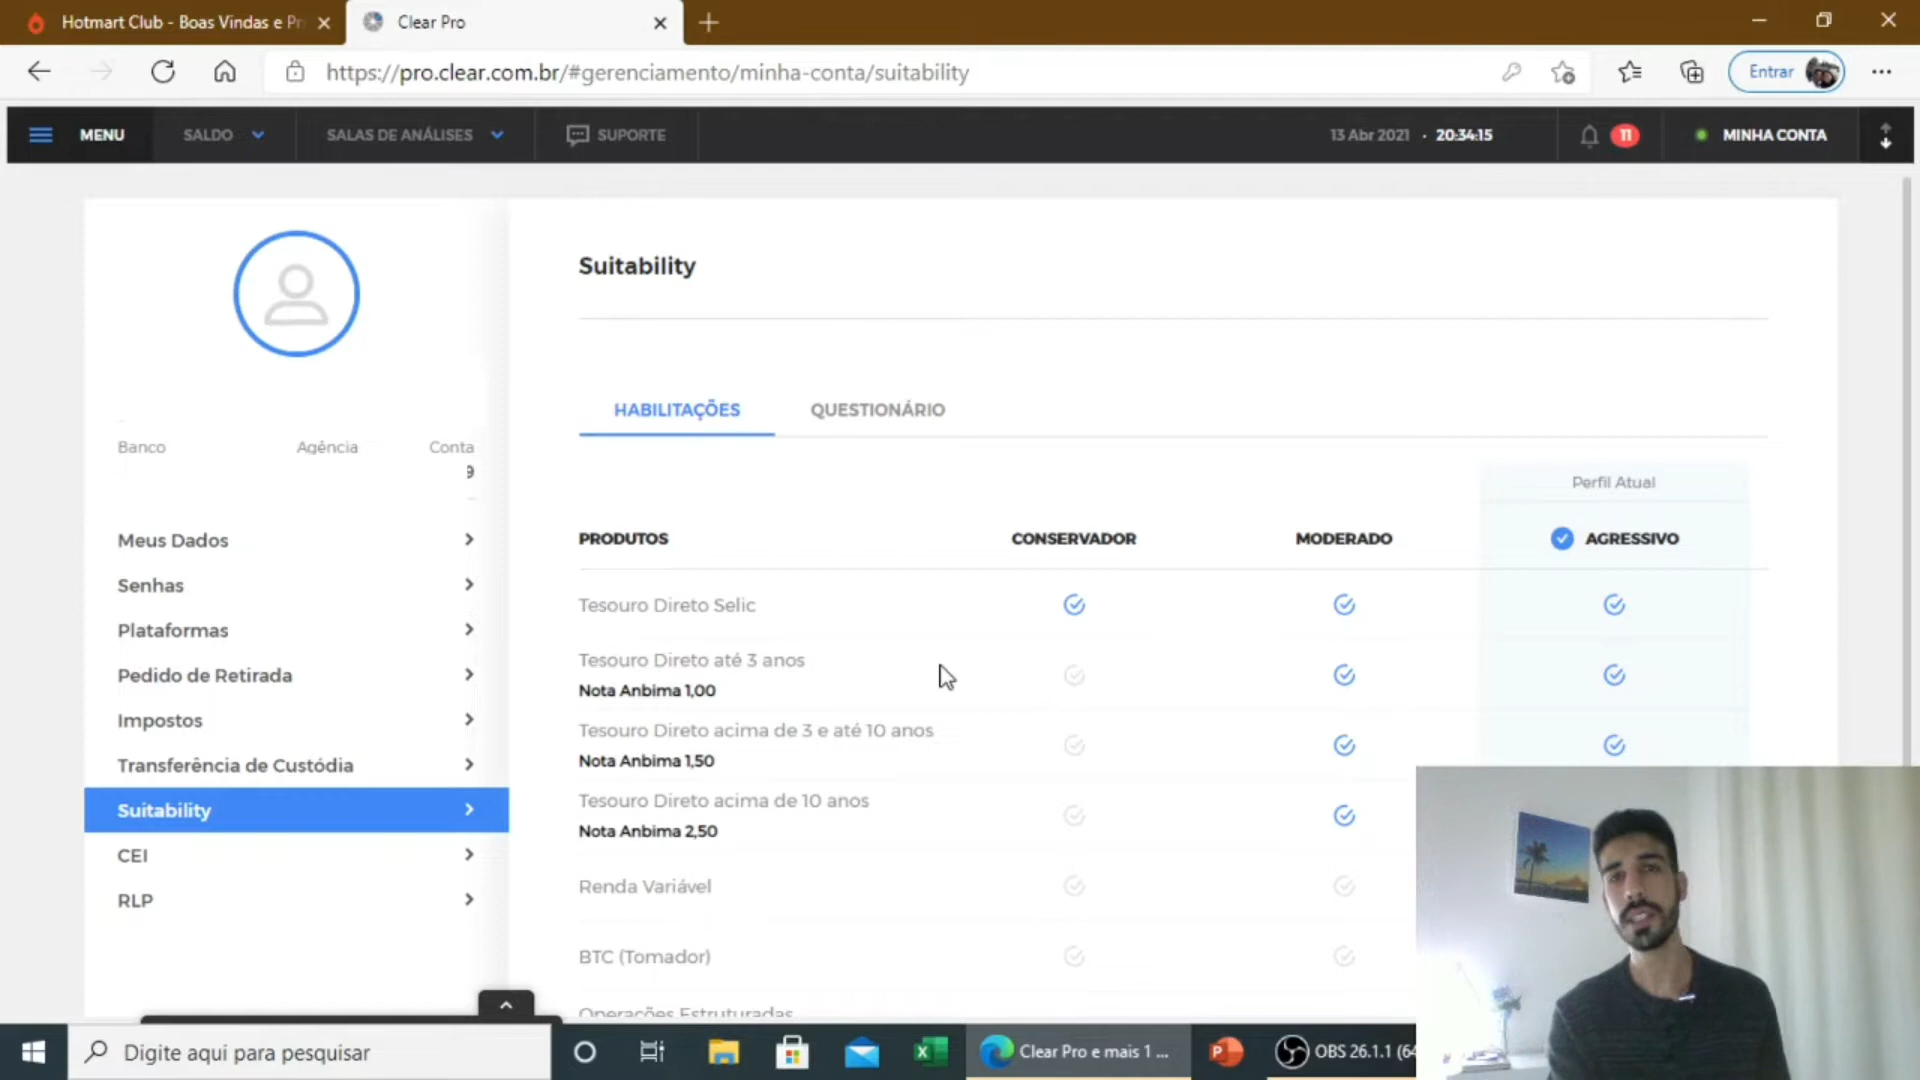 Hotmart Club - Boas Vindas e Pr
Clear Pro
https://pro.clear.com.br/#gerenciamento/minha-conta/suitability
Entrar
MENU
SALDO
SALAS DE ANÁLISES
SUPORTE
13 Abr 2021 · 20:34:15
11
MINHA CONTA
Banco
Agência
Conta
9
Meus Dados
Senhas
Plataformas
Pedido de Retirada
Impostos
Transferência de Custódia
Suitability
CEI
RLP
Suitability
HABILITAÇÕES
QUESTIONÁRIO
Perfil Atual
PRODUTOS
CONSERVADOR
MODERADO
AGRESSIVO
Tesouro Direto Selic
Tesouro Direto até 3 anos
Nota Anbima 1,00
Tesouro Direto acima de 3 e até 10 anos
Nota Anbima 1,50
Tesouro Direto acima de 10 anos
Nota Anbima 2,50
Renda Variável
BTC (Tomador)
Operações Estruturadas
Digite aqui para pesquisar
Clear Pro e mais 1 ...
OBS 26.1.1 (64